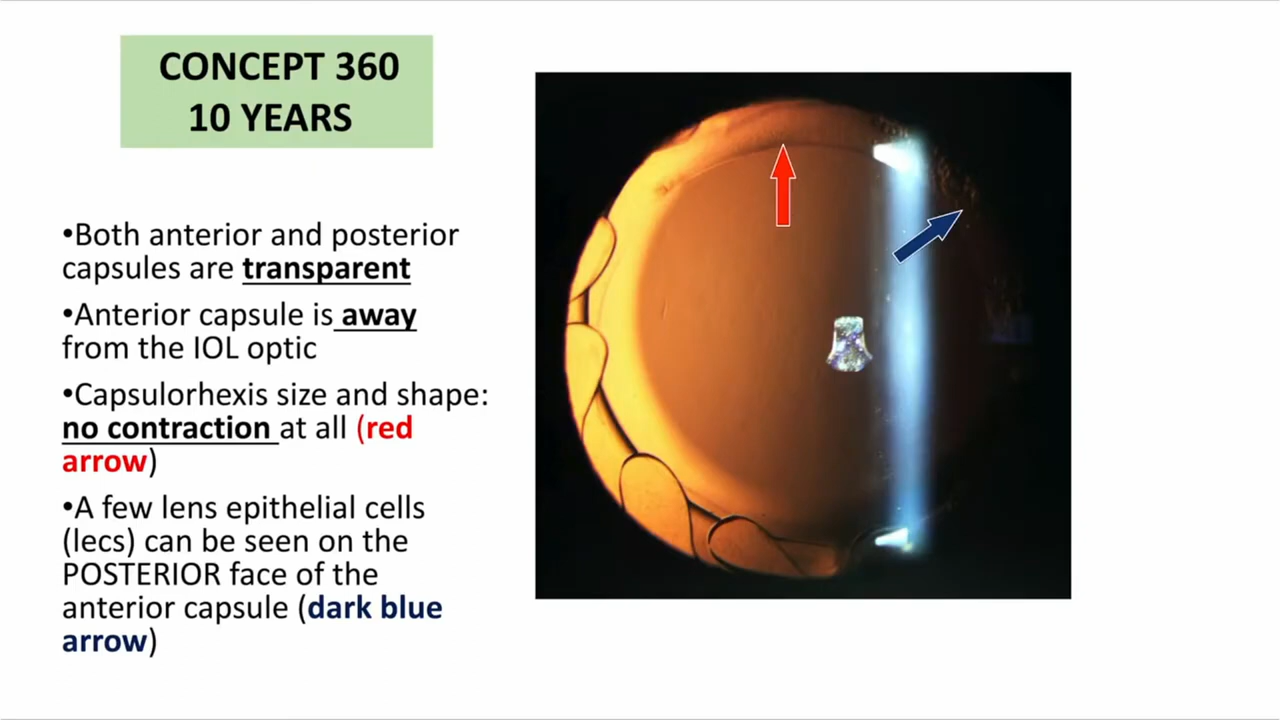 CONCEPT 360
10 YEARS
•Both anterior and posterior
capsules are transparent
•Anterior capsule is away
from the IOL optic
•Capsulorhexis size and shape:
no contraction at all (red
arrow)
•A few lens epithelial cells
(lecs) can be seen on the
POSTERIOR face of the
anterior capsule (dark blue
arrow)